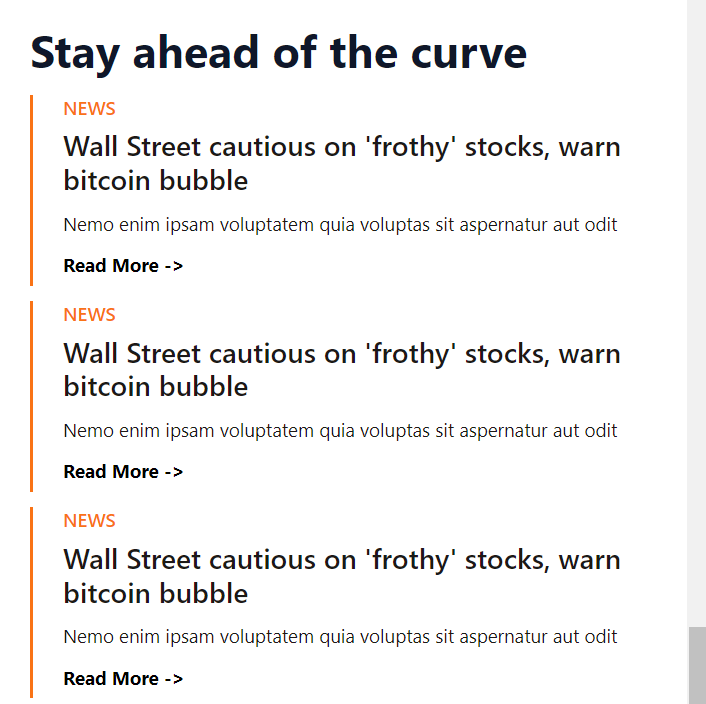 Stay ahead of the curve
NEWS
Wall Street cautious on 'frothy' stocks, warn
bitcoin bubble
Nemo enim ipsam voluptatem quia voluptas sit aspernatur aut odit
Read More ->
NEWS
Wall Street cautious on 'frothy' stocks, warn
bitcoin bubble
Nemo enim ipsam voluptatem quia voluptas sit aspernatur aut odit
Read More ->
NEWS
Wall Street cautious on 'frothy' stocks, warn
bitcoin bubble
Nemo enim ipsam voluptatem quia voluptas sit aspernatur aut odit
Read More ->